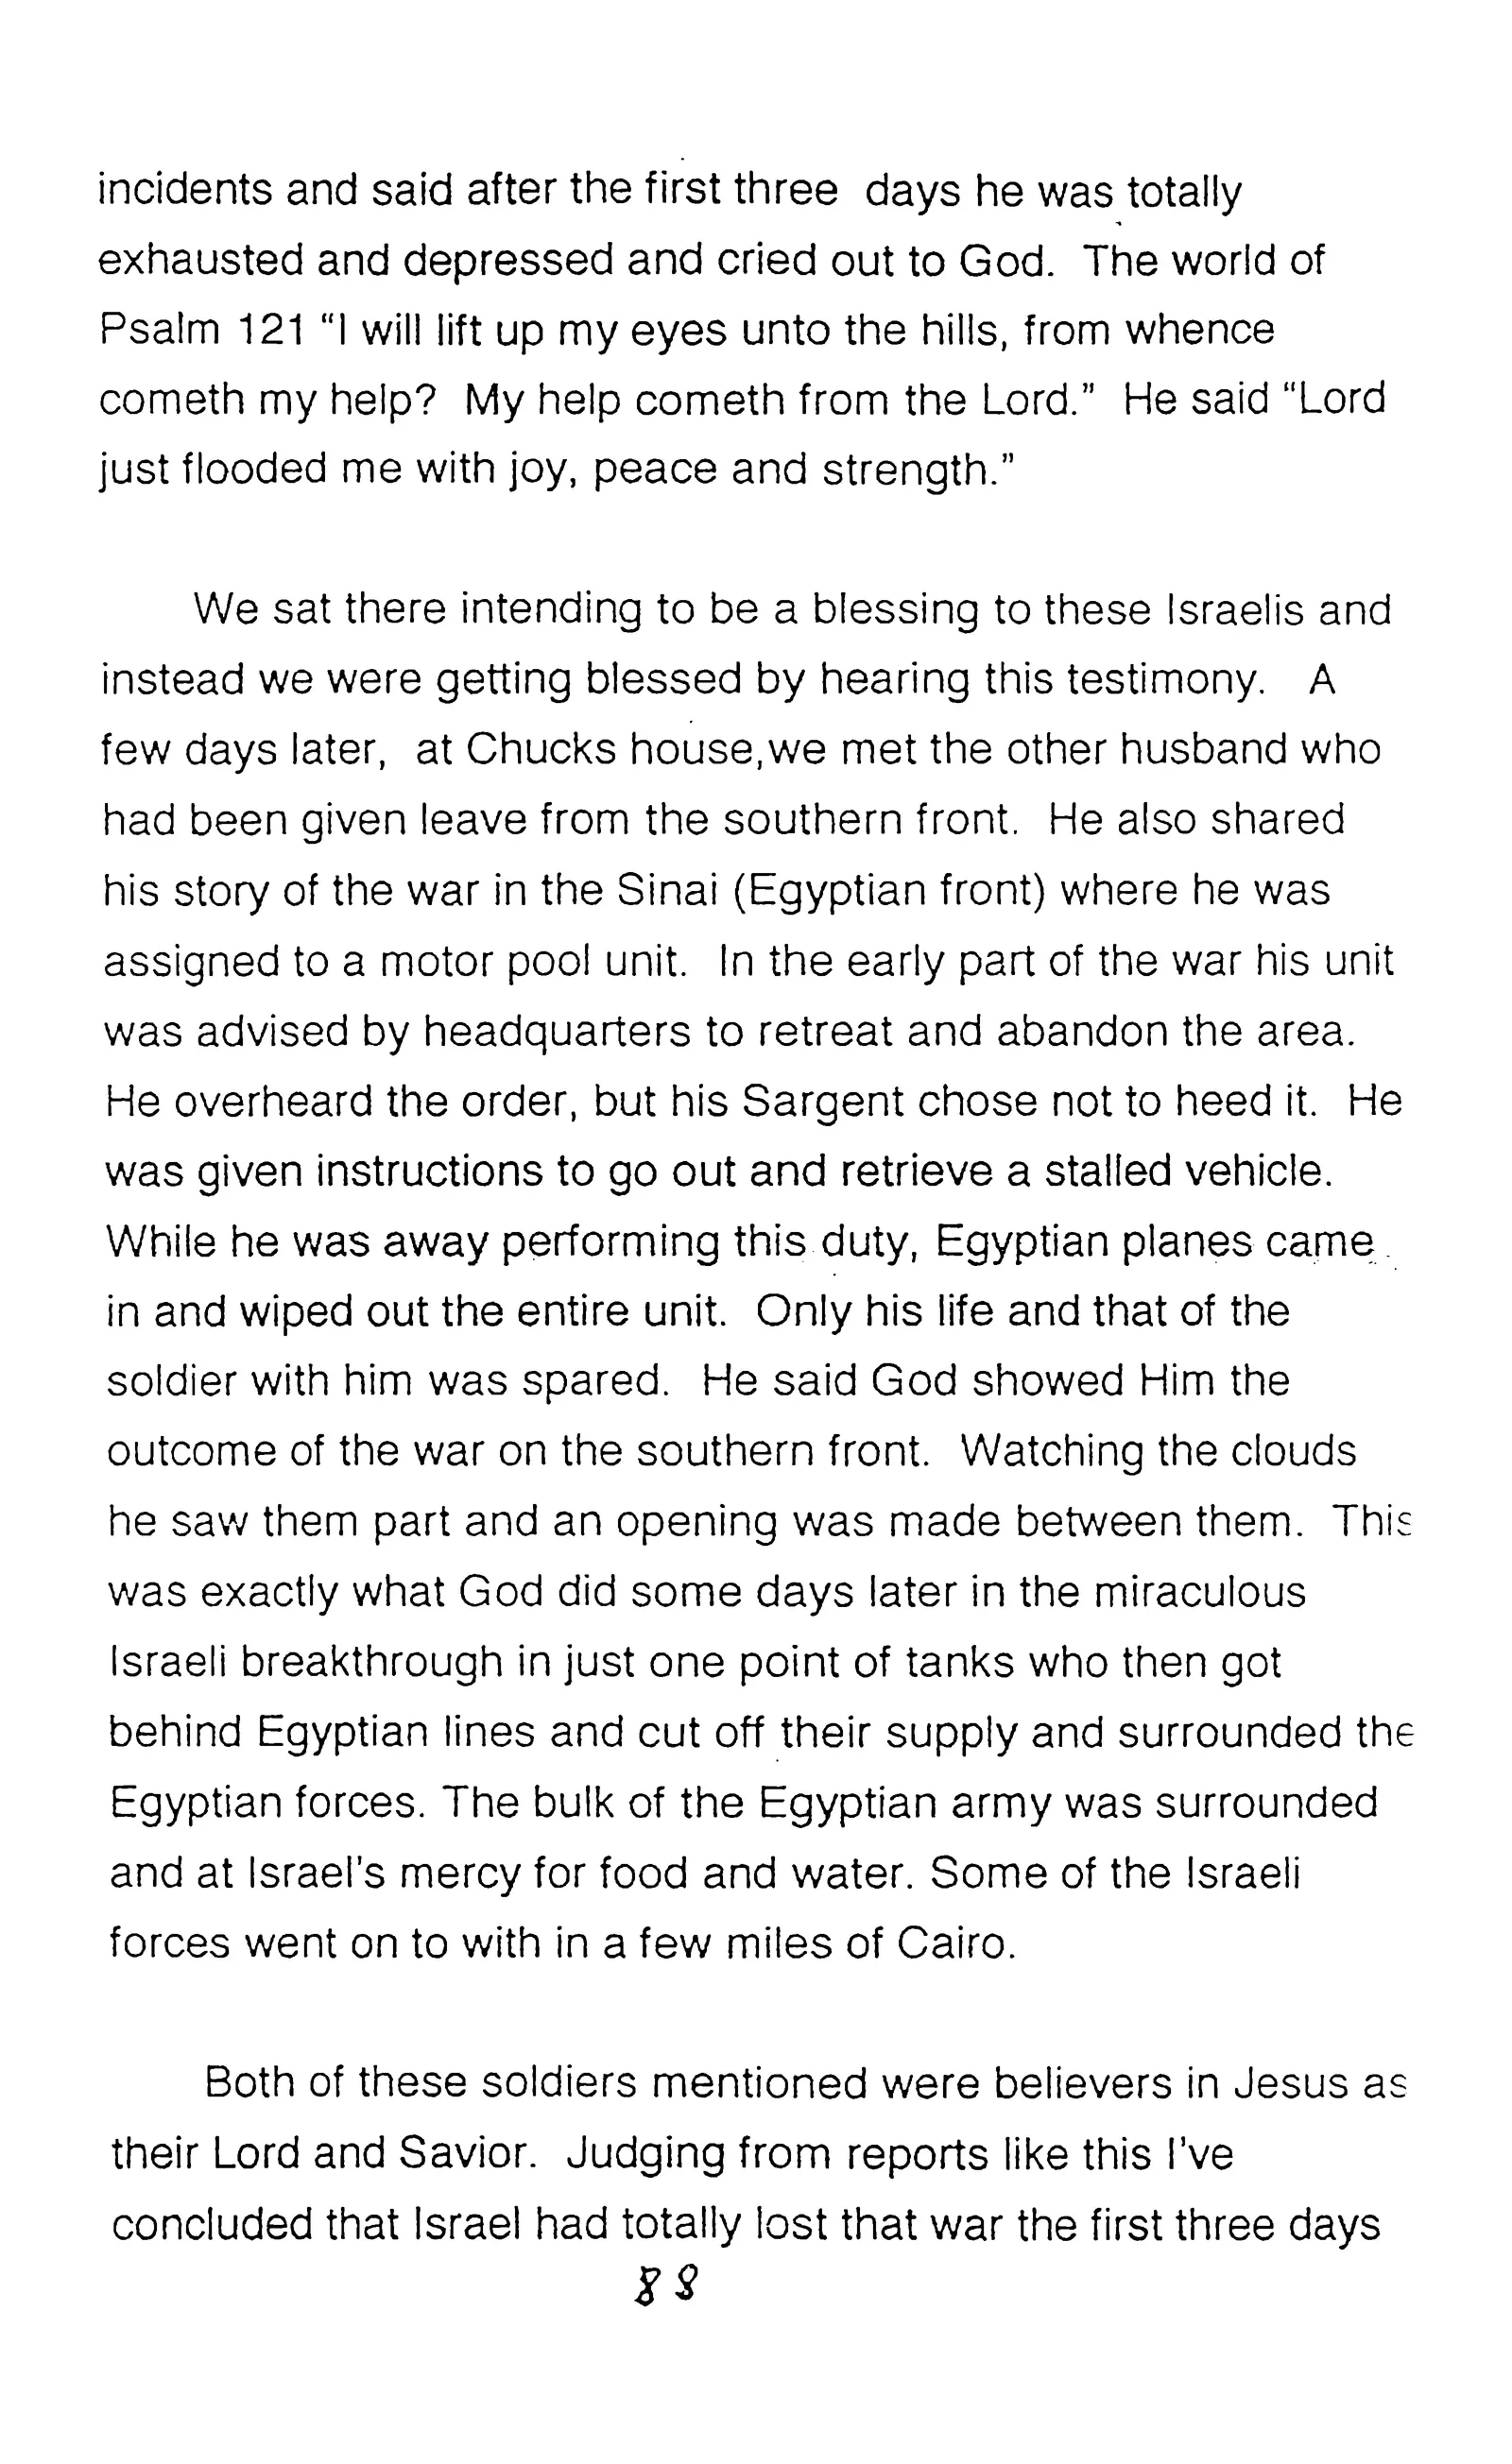 incidents and said after the first three days he was totally
exhausted and depressed and cried out to God. The world of
Psalm 121 “I will lift up my eyes unto the hills, from whence
cometh my help? My help cometh from the Lord.” He said “Lord
just flooded me with joy, peace and strength.”
We sat there intending to be a blessing to these Israelis and
instead we were getting blessed by hearing this testimony. A
few days later, at Chucks house,we met the other husband who
had been given leave from the southern front. He also shared
his story of the war in the Sinai (Egyptian front) where he was
assigned to a motor pool unit. In the early part of the war his unit
was advised by headquarters to retreat and abandon the area.
He overheard the order, but his Sargent chose not to heed it. He
was given instructions to go out and retrieve a stalled vehicle.
While he was away performing this duty, Egyptian planes came
in and wiped out the entire unit. Only his life and that of the
soldier with him was spared. He said God showed Him the
outcome of the war on the southern front. Watching the clouds
he saw them part and an opening was made between them. This
was exactly what God did some days later in the miraculous
Israeli breakthrough in just one point of tanks who then got
behind Egyptian lines and cut off their supply and surrounded the
Egyptian forces. The bulk of the Egyptian army was surrounded
and at Israel's mercy for food and water. Some of the Israeli
forces went on to with in a few miles of Cairo.
Both of these soldiers mentioned were believers in Jesus as
their Lord and Savior. Judging from reports like this I've
concluded that Israel had totally lost that war the first three days
88